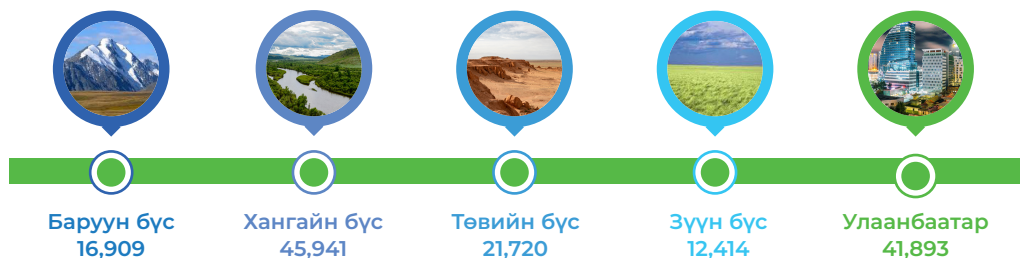 Баруун бүс
16,909
Хангайн бүс
45,941
Төвийн бүс
21,720
Зүүн бүс
12,414
Улаанбаатар
41,893